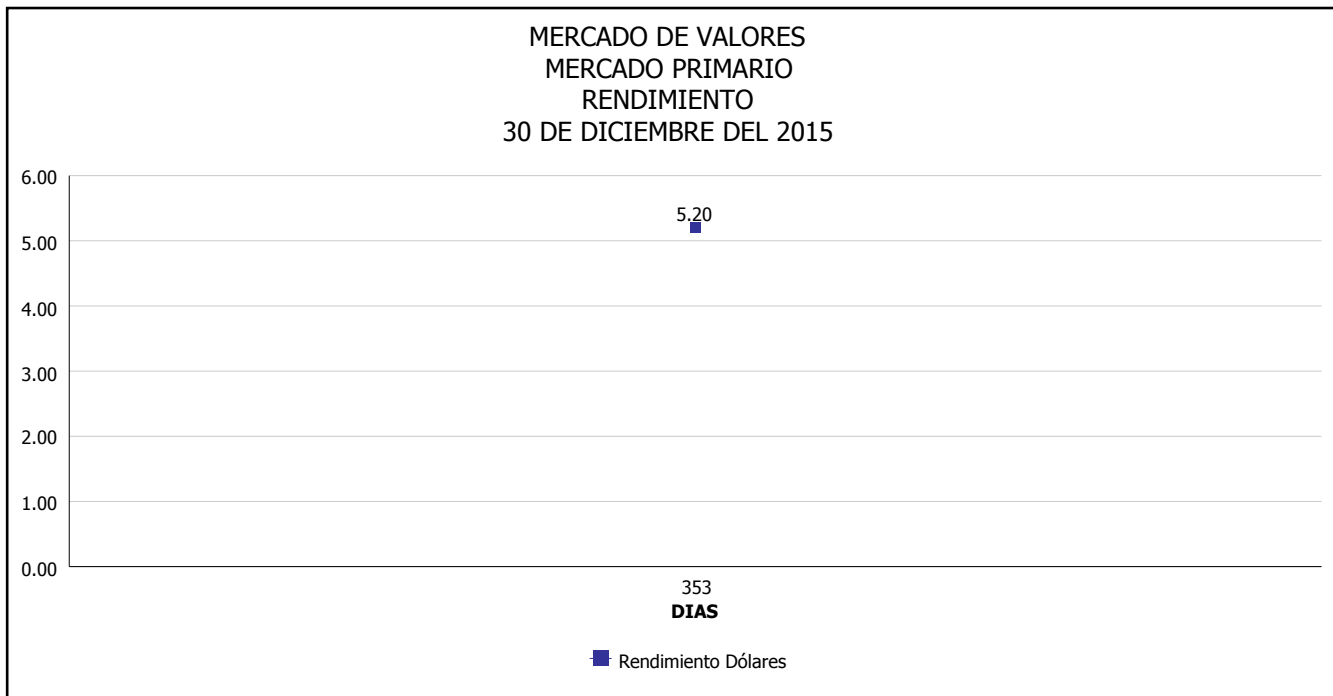 MERCADO DE VALORES
MERCADO PRIMARIO
RENDIMIENTO
30 DE DICIEMBRE DEL 2015
6.00
5.20
5.00
4.00
3.00
2.00
1.00
0.00
353
DIAS
Rendimiento Dólares